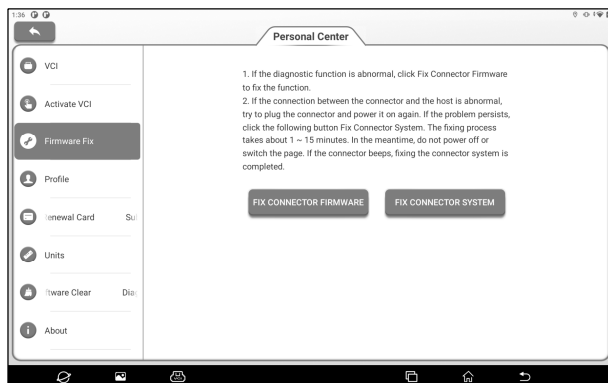 1:36
Personal Center
VCI
Activate VCI
Firmware Fix
Profile
enewal Card Su
Units
tware Clear Diag
About
1. If the diagnostic function is abnormal, click Fix Connector Firmware
to fix the function.
2. If the connection between the connector and the host is abnormal,
try to plug the connector and power it on again. If the problem persists,
click the following button Fix Connector System. The fixing process
takes about 1 ~ 15 minutes. In the meantime, do not power off or
switch the page. If the connector beeps, fixing the connector system is
completed.
FIX CONNECTOR FIRMWARE
FIX CONNECTOR SYSTEM